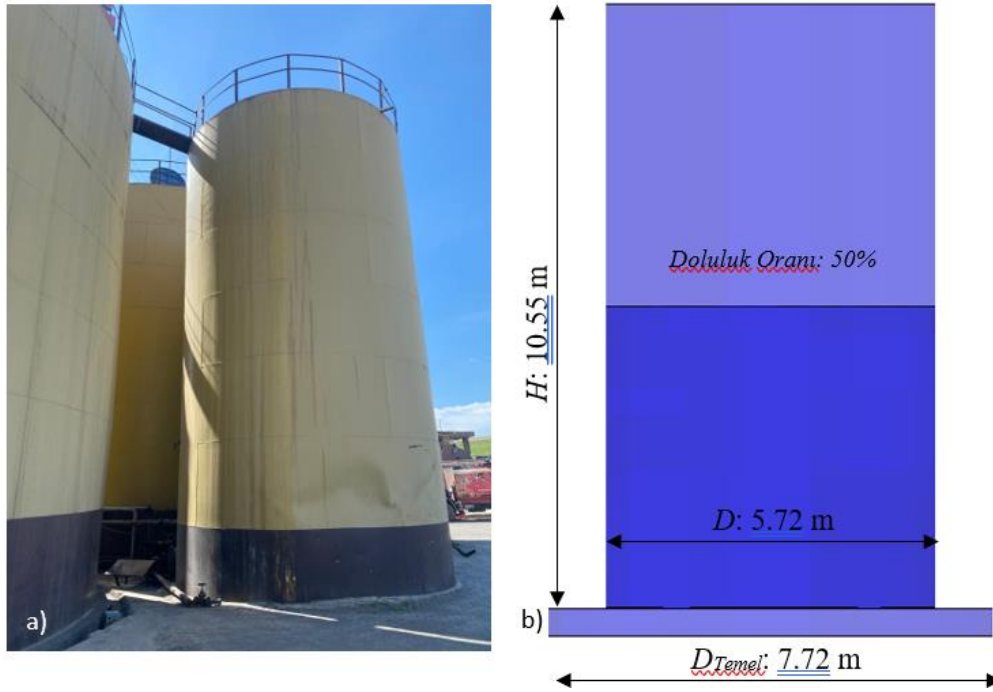 a)
b)
H: 10.55 m
Doluluk Oranı: 50%
D: 5.72 m
DTemel: 7.72 m